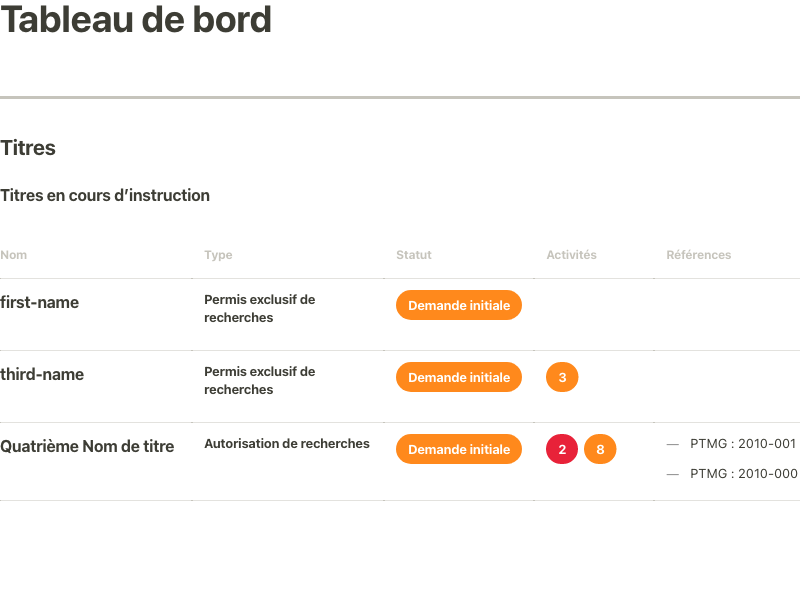 Tableau de bord
Titres
Titres en cours d’instruction
Nom Type Statut Activités Références
first-name Permis exclusif de recherches Demande initiale
third-name Permis exclusif de recherches Demande initiale 3
Quatrième Nom de titre Autorisation de recherches Demande initiale 2 8 — PTMG : 2010-001
— PTMG : 2010-000